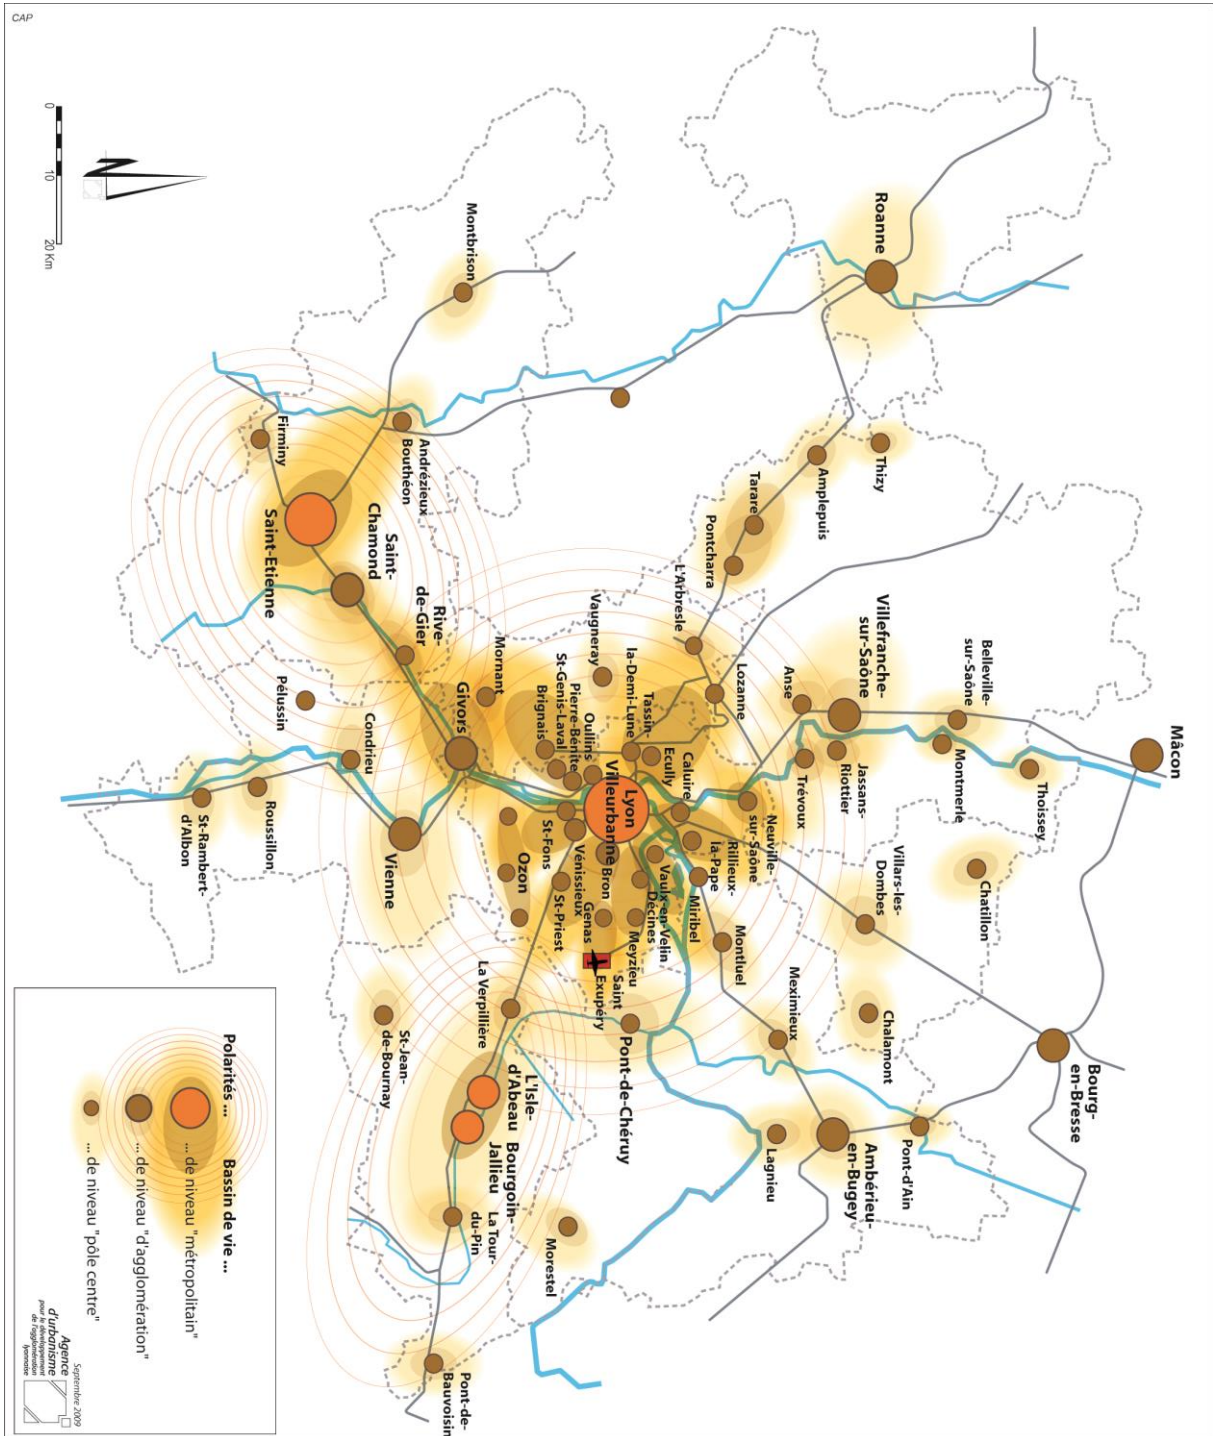 CAP
0
10
20 Km
N
Mâcon
Roanne
Thizy
Amplepuis
Tarare
Pontcharra
L'Arbresle
Lozanne
Belleville-
sur-Saône
Villefranche-
sur-Saône
Anse
Thoissey
Montmerle
Jassans-
Riottier
Trévoux
Chatillon
Villars-les-
Dombes
Chalamont
Bourg-
en-Bresse
Pont-d'Ain
Ambérieu-
en-Bugey
Lagnieu
Meximieux
Montluel
Neuville-
sur-Saône
Rillieux-
la-Pape
Miribel
Caluire
Ecully
Tassin-
la-Demi-Lune
Vaugneray
Lyon
Villeurbanne
Vaulx-en-Velin
Décines
Meyzieu
Bron
Genas
Saint
Exupéry
Pont-de-Chéruy
Oullins
Pierre-Bénite
St-Genis-Laval
Brignais
St-Fons
Vénissieux
St-Priest
Ozon
Mornant
Givors
Rive-
de-Gier
Saint-
Chamond
Saint-Etienne
Firminy
Andrézieux
Bouthéon
Montbrison
Pélussin
Condrieu
Vienne
Roussillon
St-Rambert-
d'Albon
La Verpillière
St-Jean-
de-Bournay
L'Isle-
d'Abeau
Bourgoin-
Jallieu
La Tour-
du-Pin
Morestel
Pont-de-
Bauvoisin
Polarités ... Bassin de vie ...
... de niveau "métropolitain"
... de niveau "d'agglomération"
... de niveau "pôle centre"
Septembre 2009
Agence
d'urbanisme
pour le développement
de l'agglomération
lyonnaise